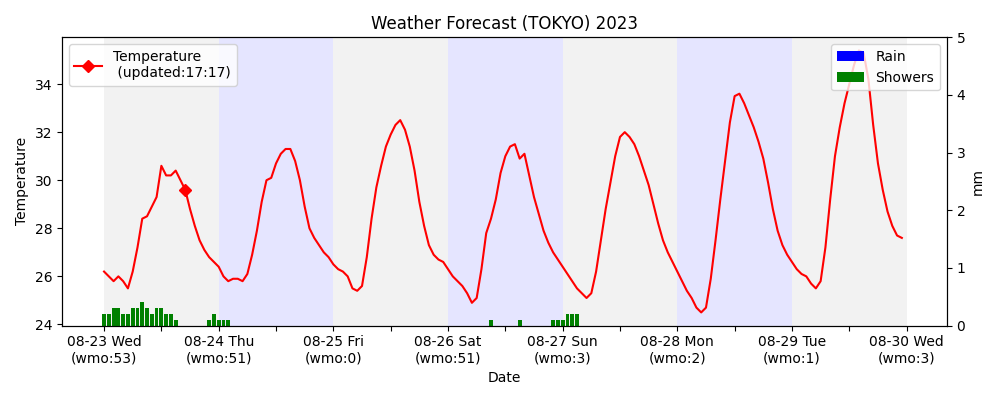 Weather Forecast (TOKYO) 2023
Temperature
(updated:17:17)
Rain
Showers
Temperature
34
32
30
28
26
24
5
4
3
2
1
0
mm
08-23 Wed
(wmo:53)
08-24 Thu
(wmo:51)
08-25 Fri
(wmo:0)
08-26 Sat
(wmo:51)
08-27 Sun
(wmo:3)
08-28 Mon
(wmo:2)
08-29 Tue
(wmo:1)
08-30 Wed
(wmo:3)
Date